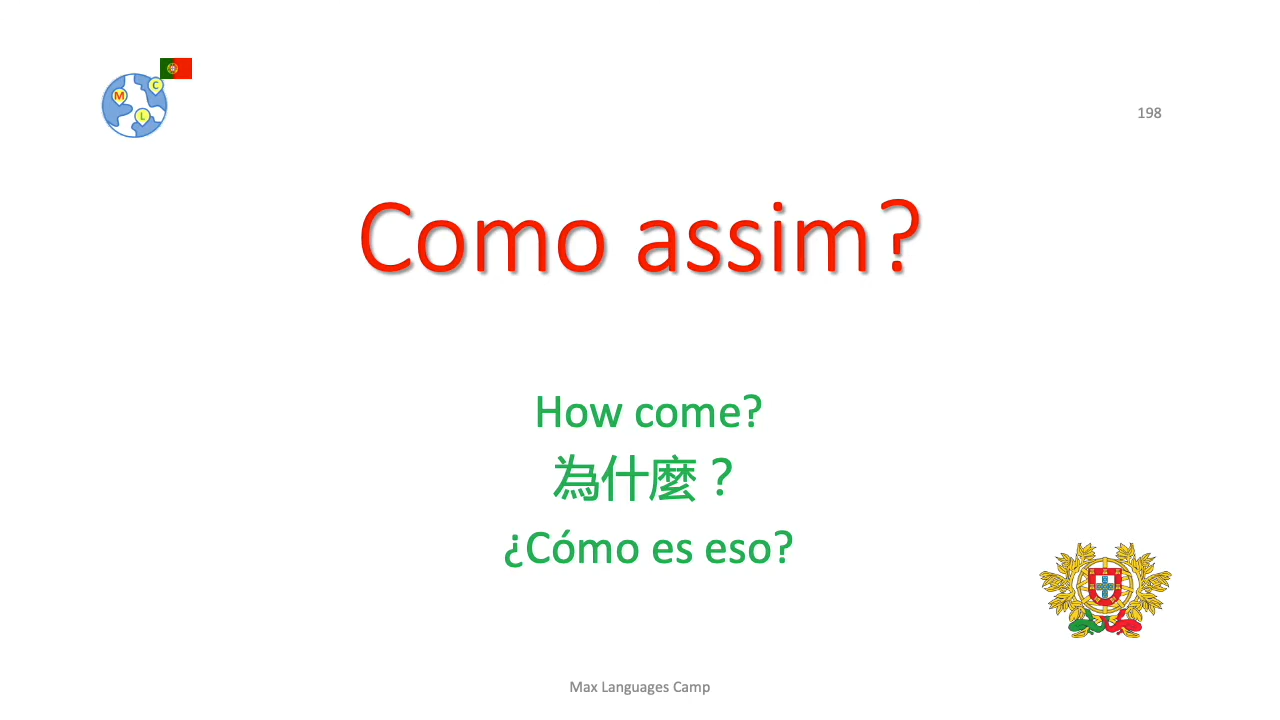 M
C
L
198
Como assim?
How come?
為什麼？
¿Cómo es eso?
Max Languages Camp